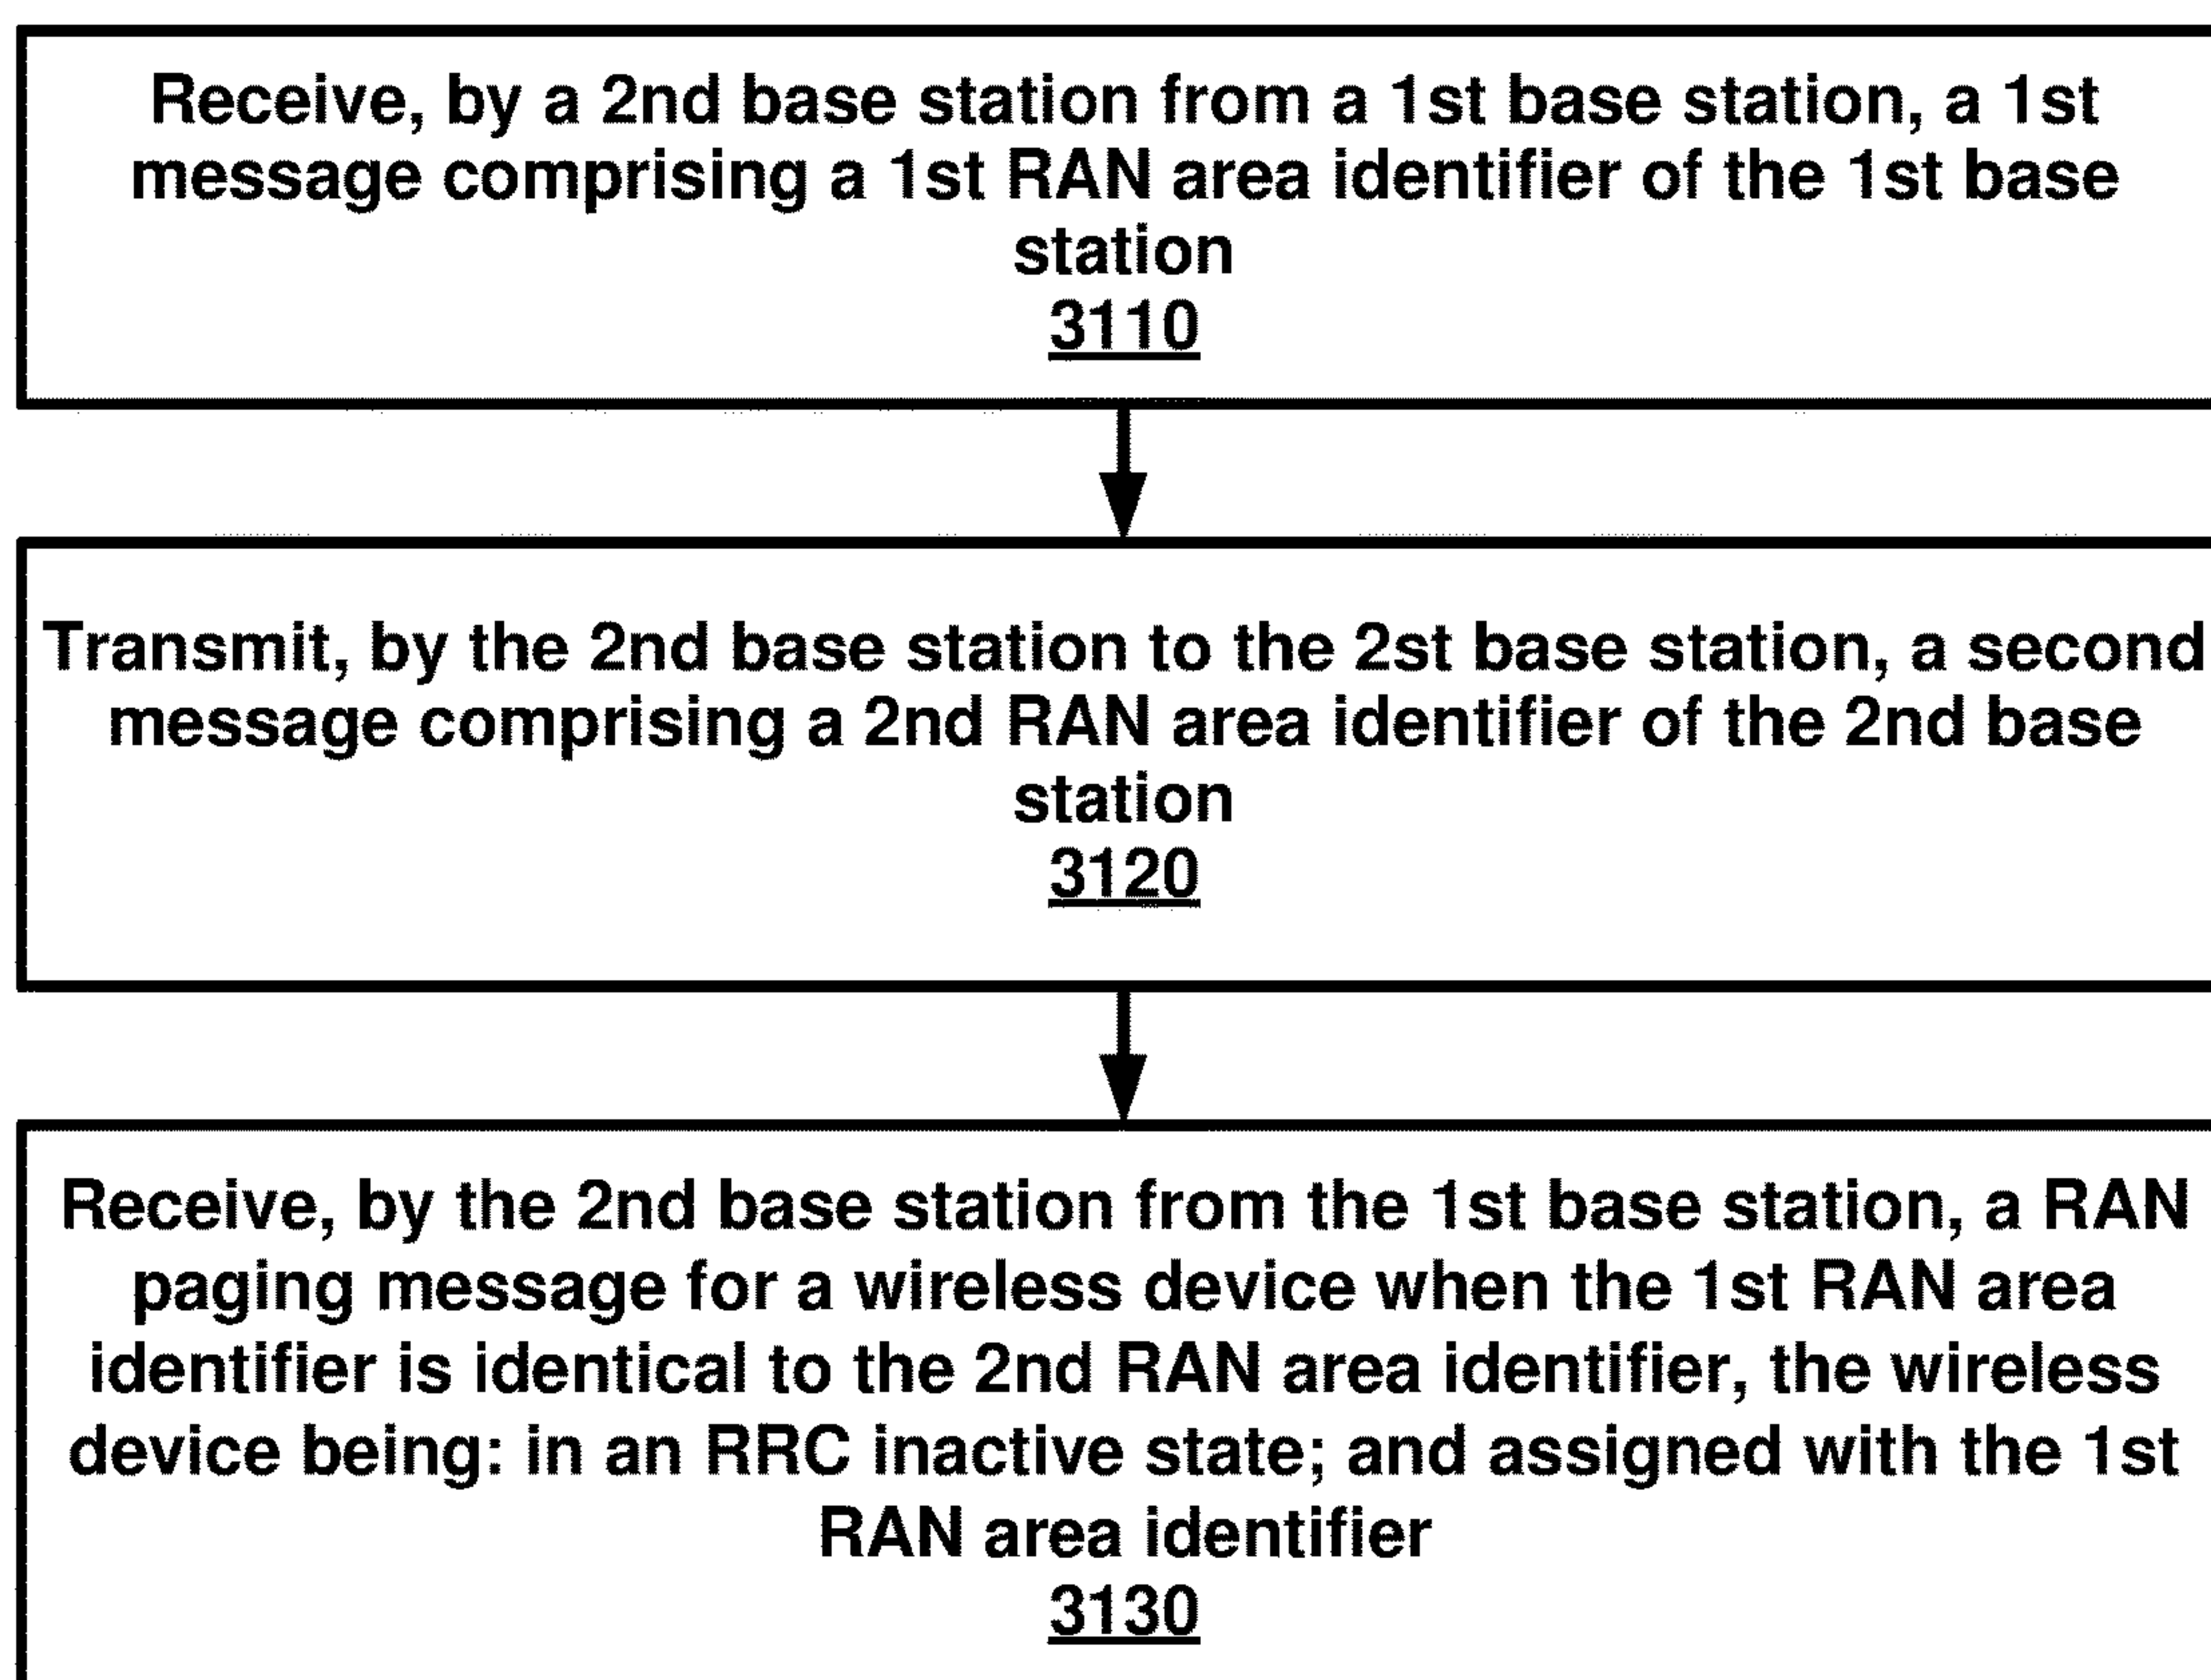 Receive, by a 2nd base station from a 1st base station, a 1st
message comprising a 1st RAN area identifier of the 1st base
station
3110
Transmit, by the 2nd base station to the 2st base station, a second
message comprising a 2nd RAN area identifier of the 2nd base
station
3120
Receive, by the 2nd base station from the 1st base station, a RAN
paging message for a wireless device when the 1st RAN area
identifier is identical to the 2nd RAN area identifier, the wireless
device being: in an RRC inactive state; and assigned with the 1st
RAN area identifier
3130